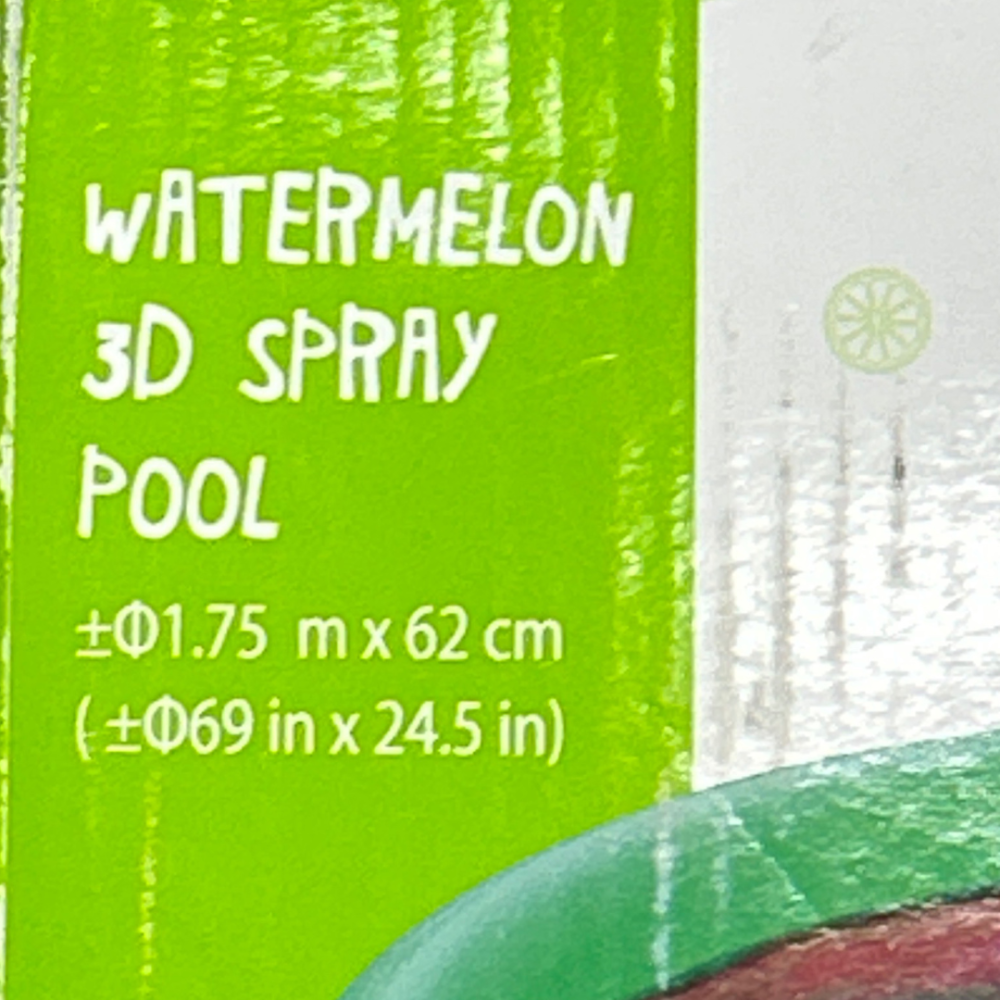 WATERMELON
3D SPRAY
POOL
±Φ1.75 m x 62 cm
(±Φ69 in x 24.5 in)